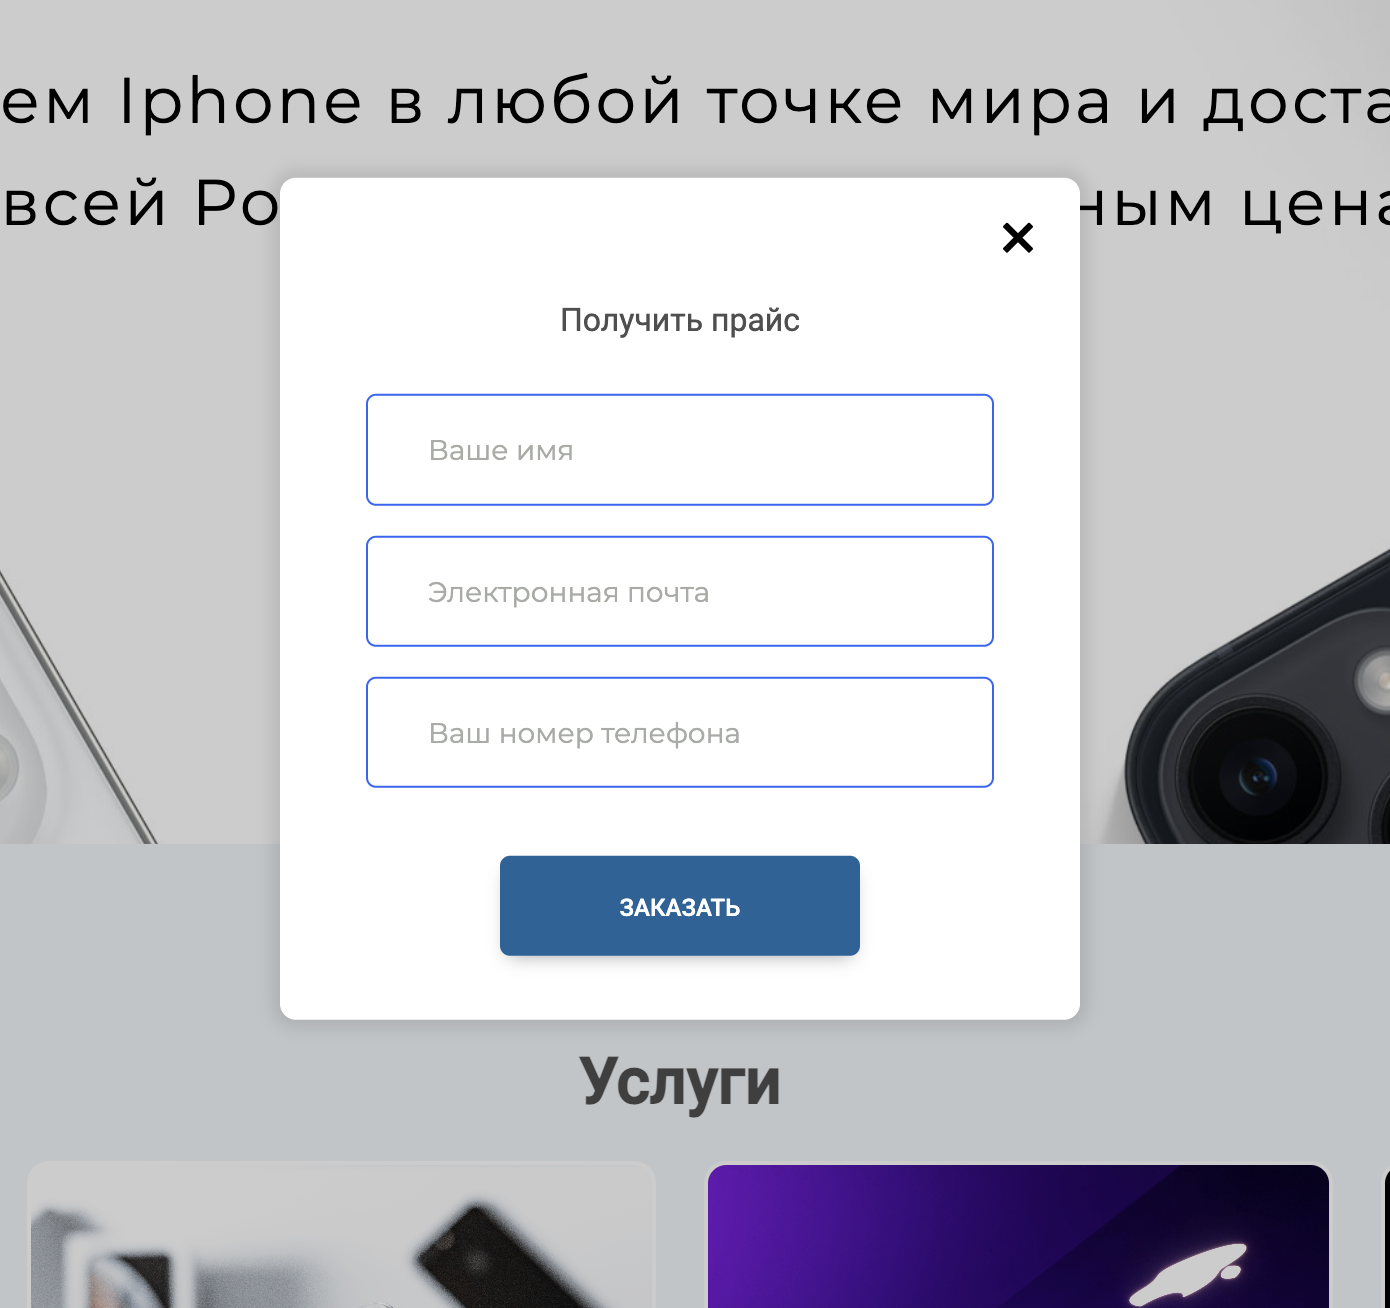 ем Iphone в любой точке мира и доста
всей Ро ным цена
Получить прайс
Ваше имя
Электронная почта
Ваш номер телефона
ЗАКАЗАТЬ
Услуги